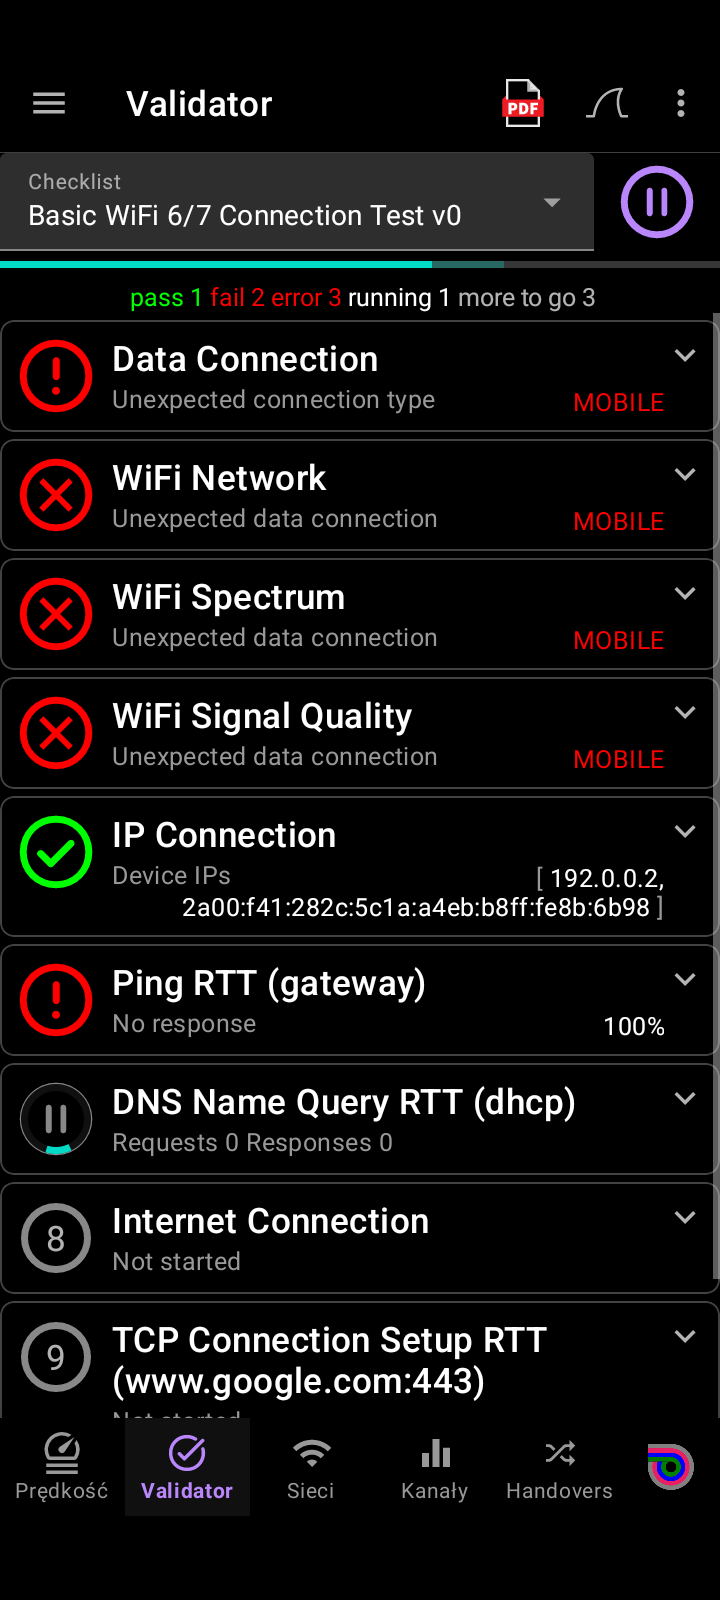 Validator
PDF
Checklist
Basic WiFi 6/7 Connection Test v0
pass 1 fail 2 error 3 running 1 more to go 3
Data Connection
Unexpected connection type
MOBILE
WiFi Network
Unexpected data connection
MOBILE
WiFi Spectrum
Unexpected data connection
MOBILE
WiFi Signal Quality
Unexpected data connection
MOBILE
IP Connection
Device IPs
[ 192.0.0.2,
2a00:f41:282c:5c1a:a4eb:b8ff:fe8b:6b98 ]
Ping RTT (gateway)
No response
100%
DNS Name Query RTT (dhcp)
Requests 0 Responses 0
8
Internet Connection
Not started
9
TCP Connection Setup RTT
(www.google.com:443)
Not started
Prędkość
Validator
Sieci
Kanały
Handovers